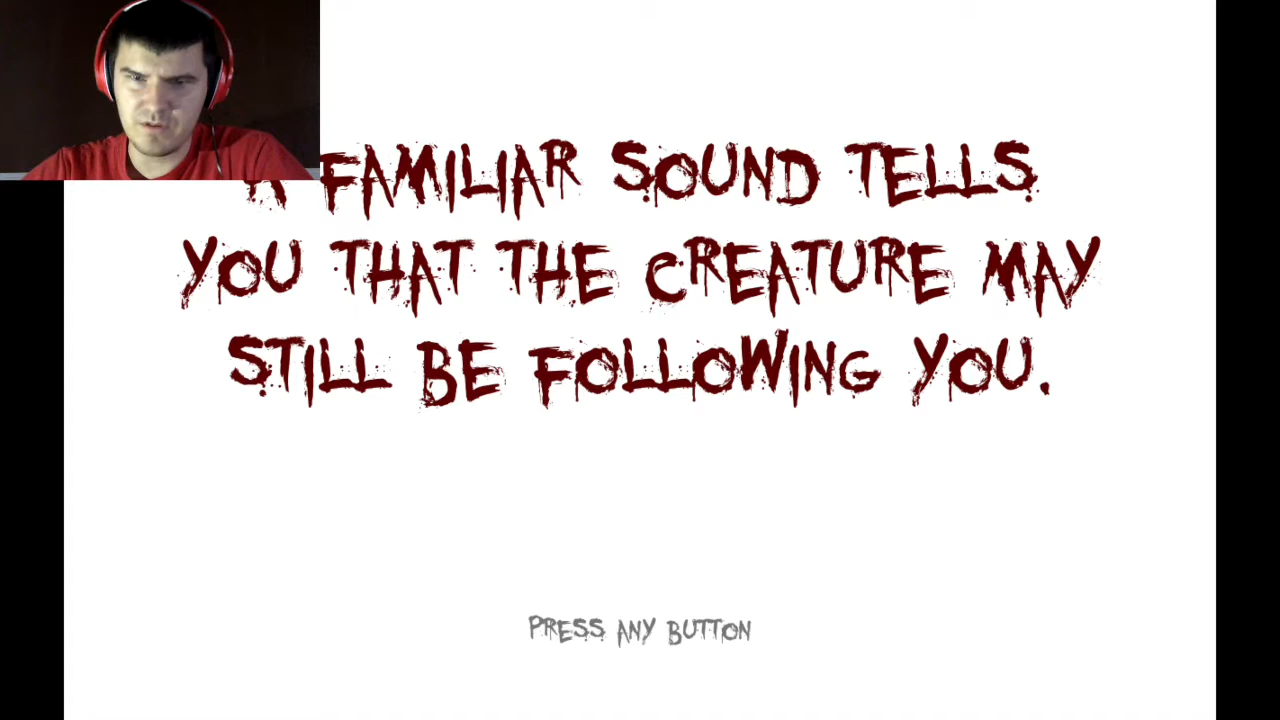 A FAMILIAR SOUND TELLS
YOU THAT THE CREATURE MAY
STILL BE FOLLOWING YOU.
PRESS ANY BUTTON